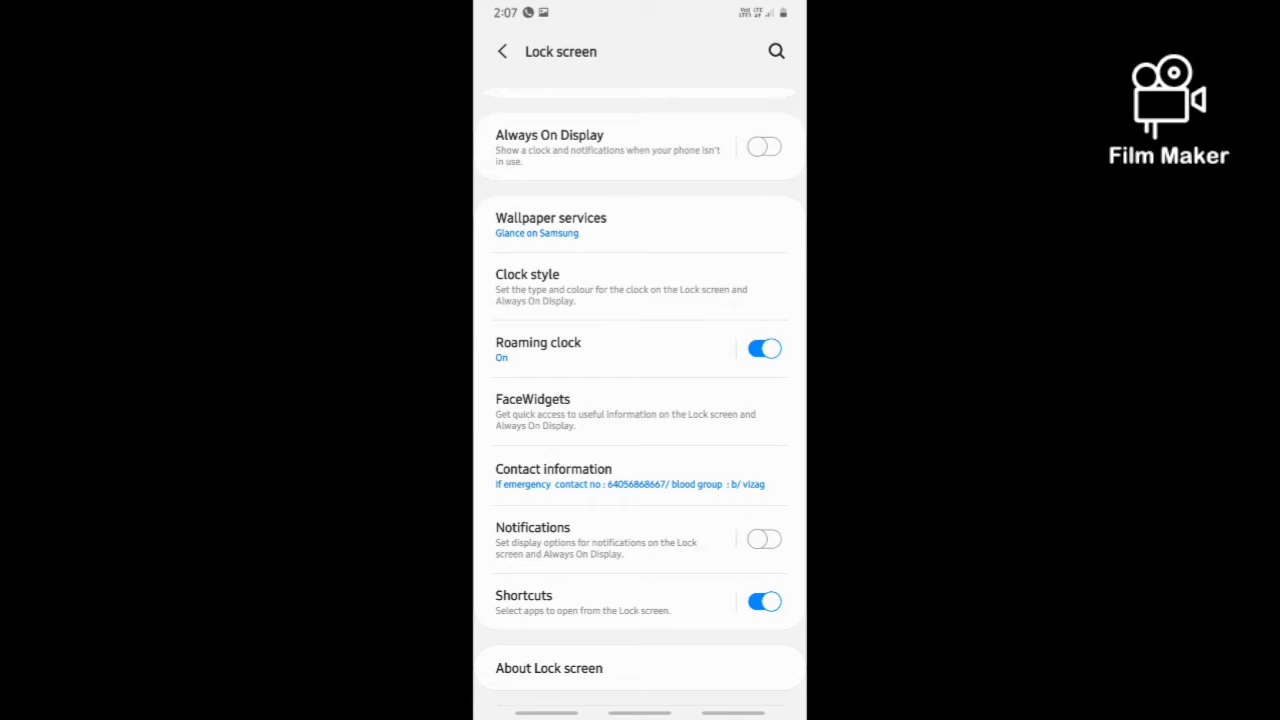 2:07
Lock screen
Always On Display
Show a clock and notifications when your phone isn't
in use.
Wallpaper services
Glance on Samsung
Clock style
Set the type and colour for the clock on the Lock screen and
Always On Display.
Roaming clock
On
FaceWidgets
Get quick access to useful information on the Lock screen and
Always On Display.
Contact information
If emergency contact no : 64056868667/ blood group : b/ vizag
Notifications
Set display options for notifications on the Lock
screen and Always On Display.
Shortcuts
Select apps to open from the Lock screen.
About Lock screen
Film Maker